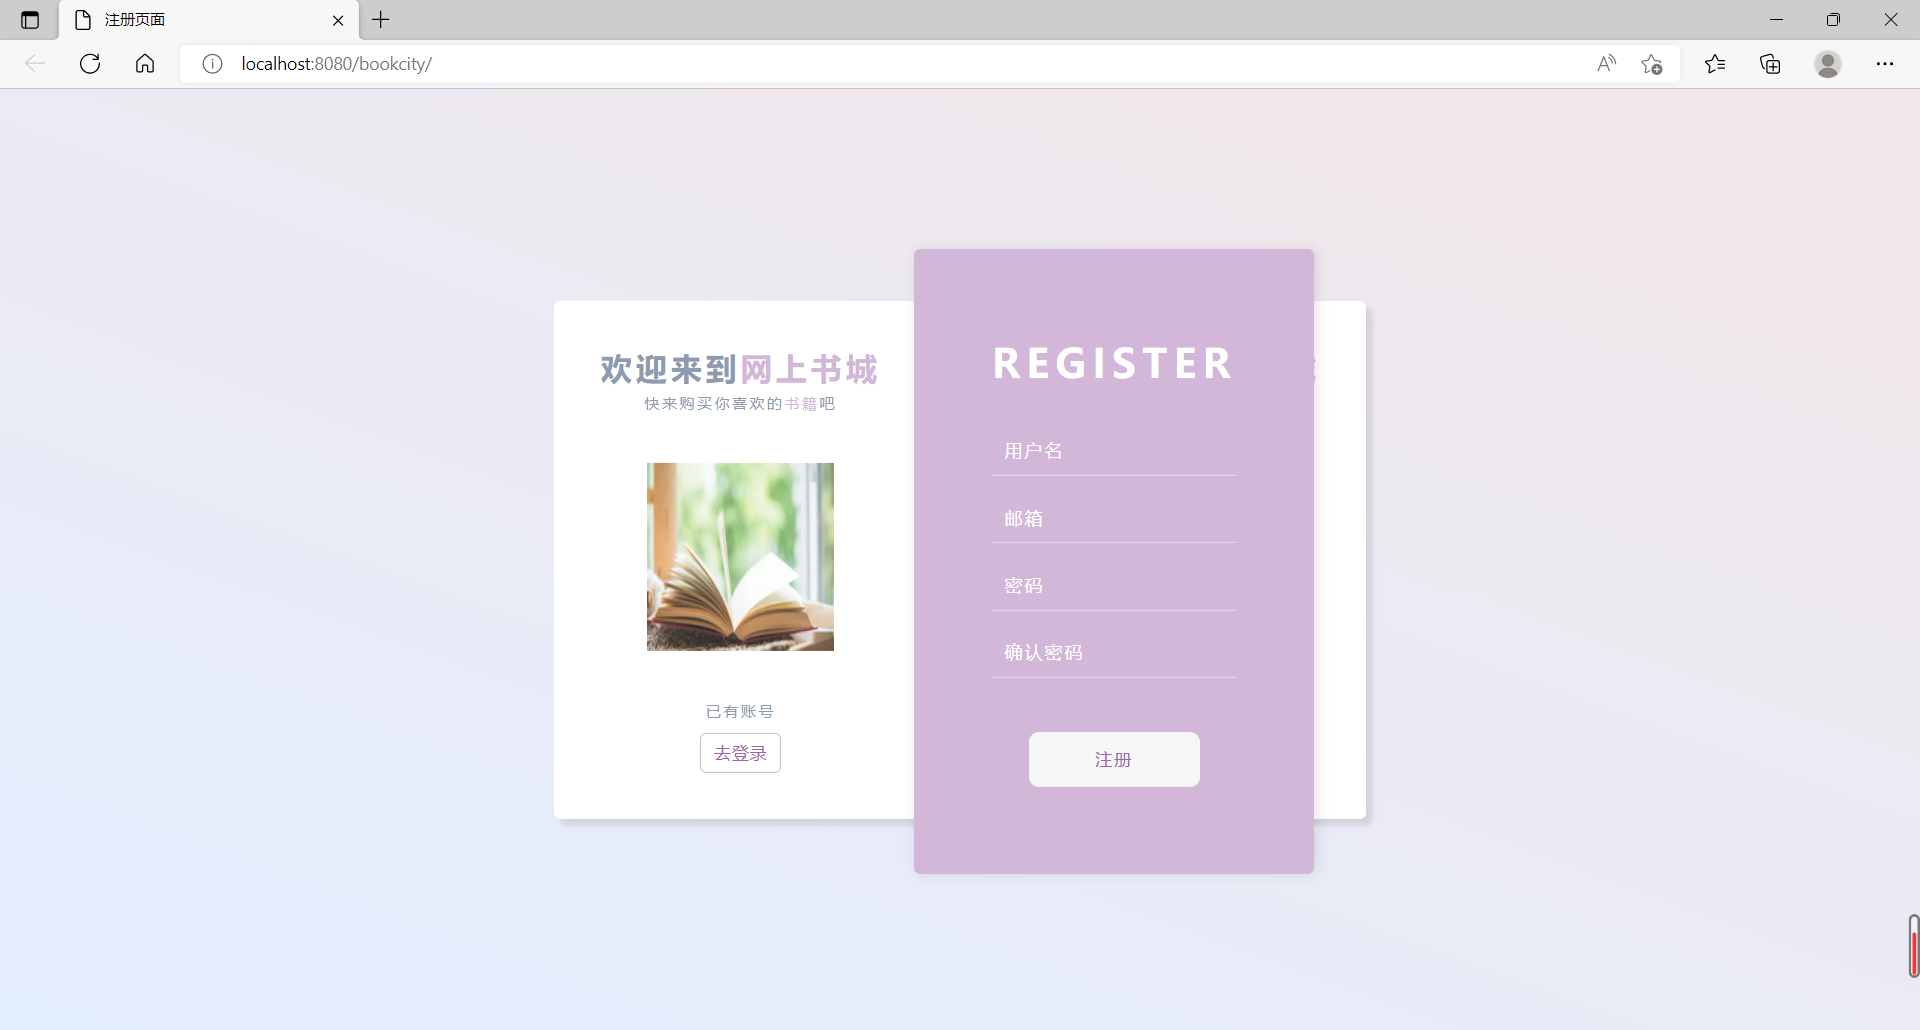 注册页面
localhost:8080/bookcity/
欢迎来到网上书城
快来购买你喜欢的书籍吧
已有账号
去登录
REGISTER
用户名
邮箱
密码
确认密码
注册